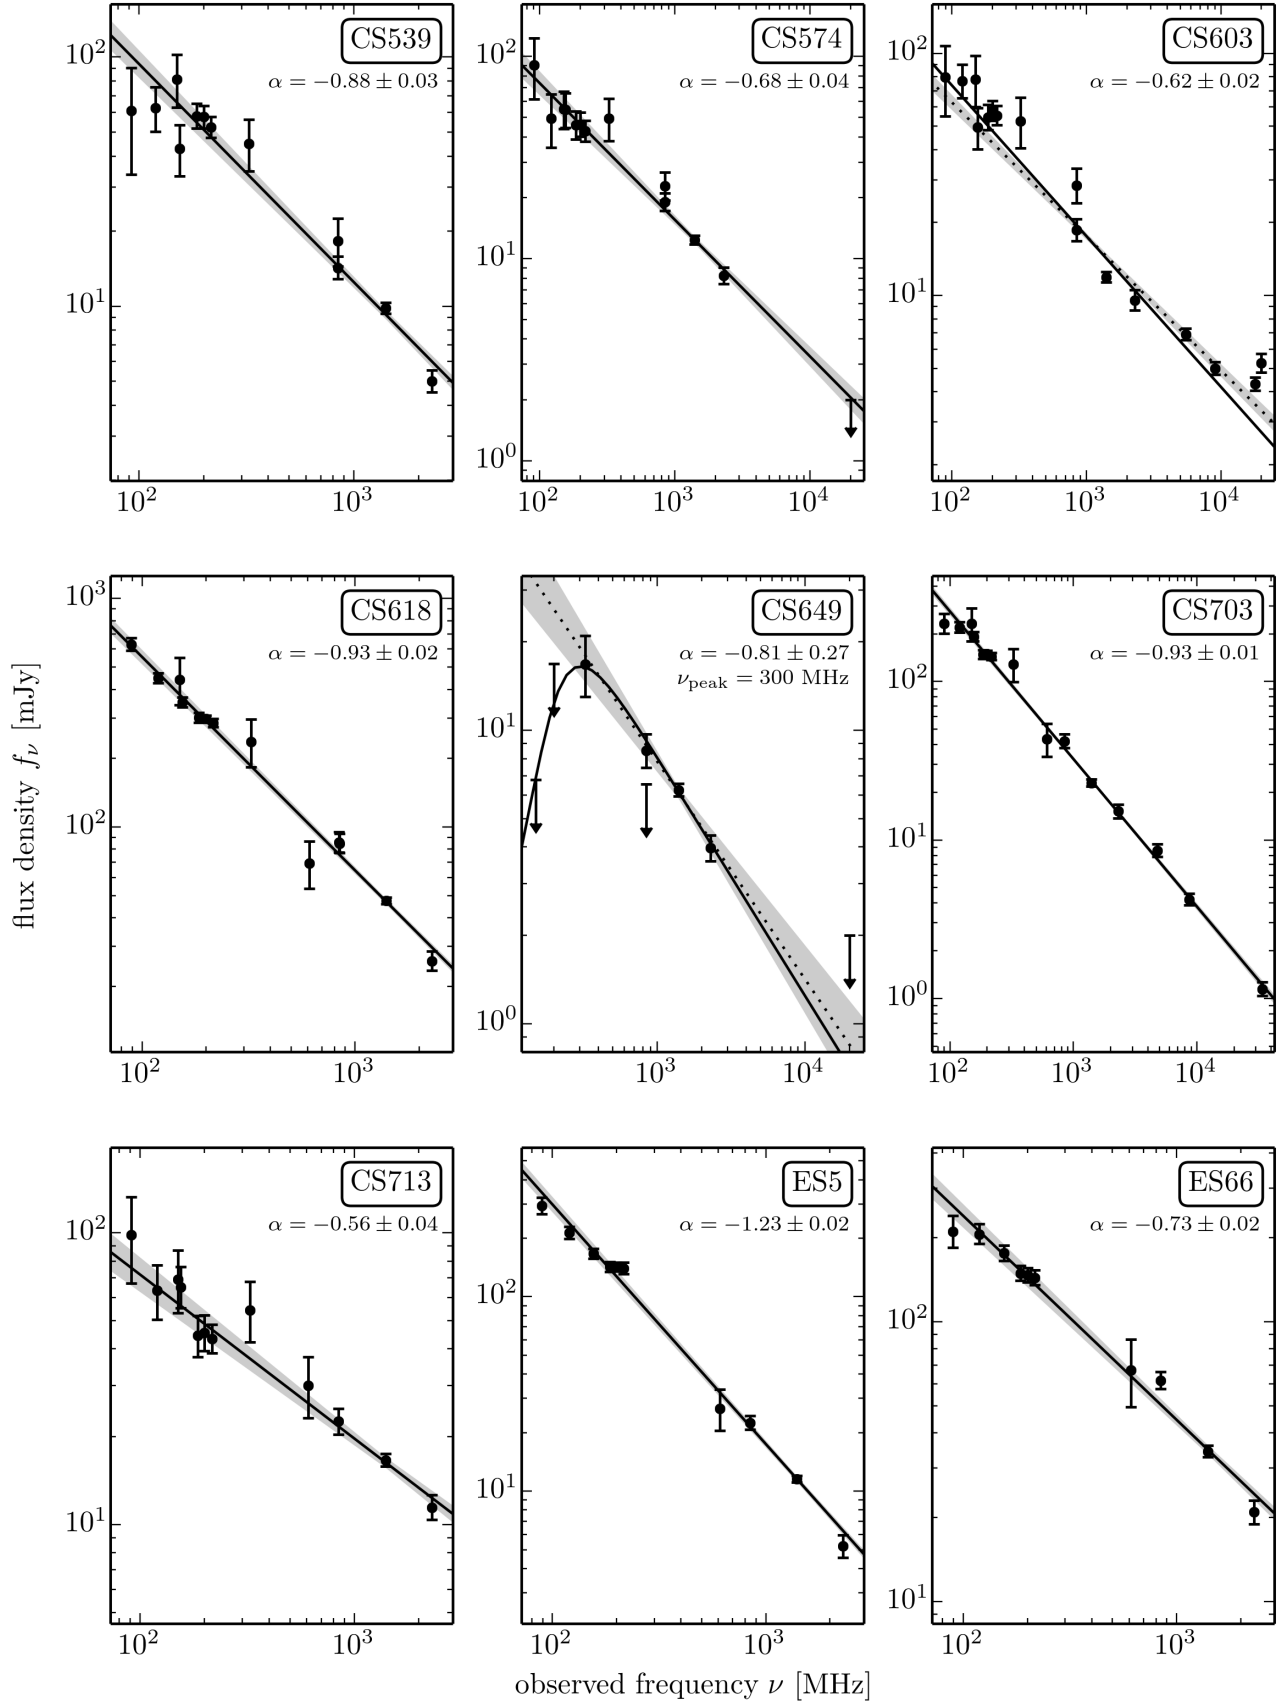 CS539
α = −0.88 ± 0.03
10²
10¹
10² 10³
CS574
α = −0.68 ± 0.04
10²
10¹
10⁰
10² 10³ 10⁴
CS603
α = −0.62 ± 0.02
10²
10¹
10² 10³ 10⁴
flux density fν [mJy]
CS618
α = −0.93 ± 0.02
10³
10²
10² 10³
CS649
α = −0.81 ± 0.27
νpeak = 300 MHz
10¹
10⁰
10³ 10⁴
CS703
α = −0.93 ± 0.01
10²
10¹
10⁰
10² 10³ 10⁴
CS713
α = −0.56 ± 0.04
10²
10¹
10² 10³
ES5
α = −1.23 ± 0.02
10²
10¹
10² 10³
ES66
α = −0.73 ± 0.02
10²
10¹
10² 10³
observed frequency ν [MHz]